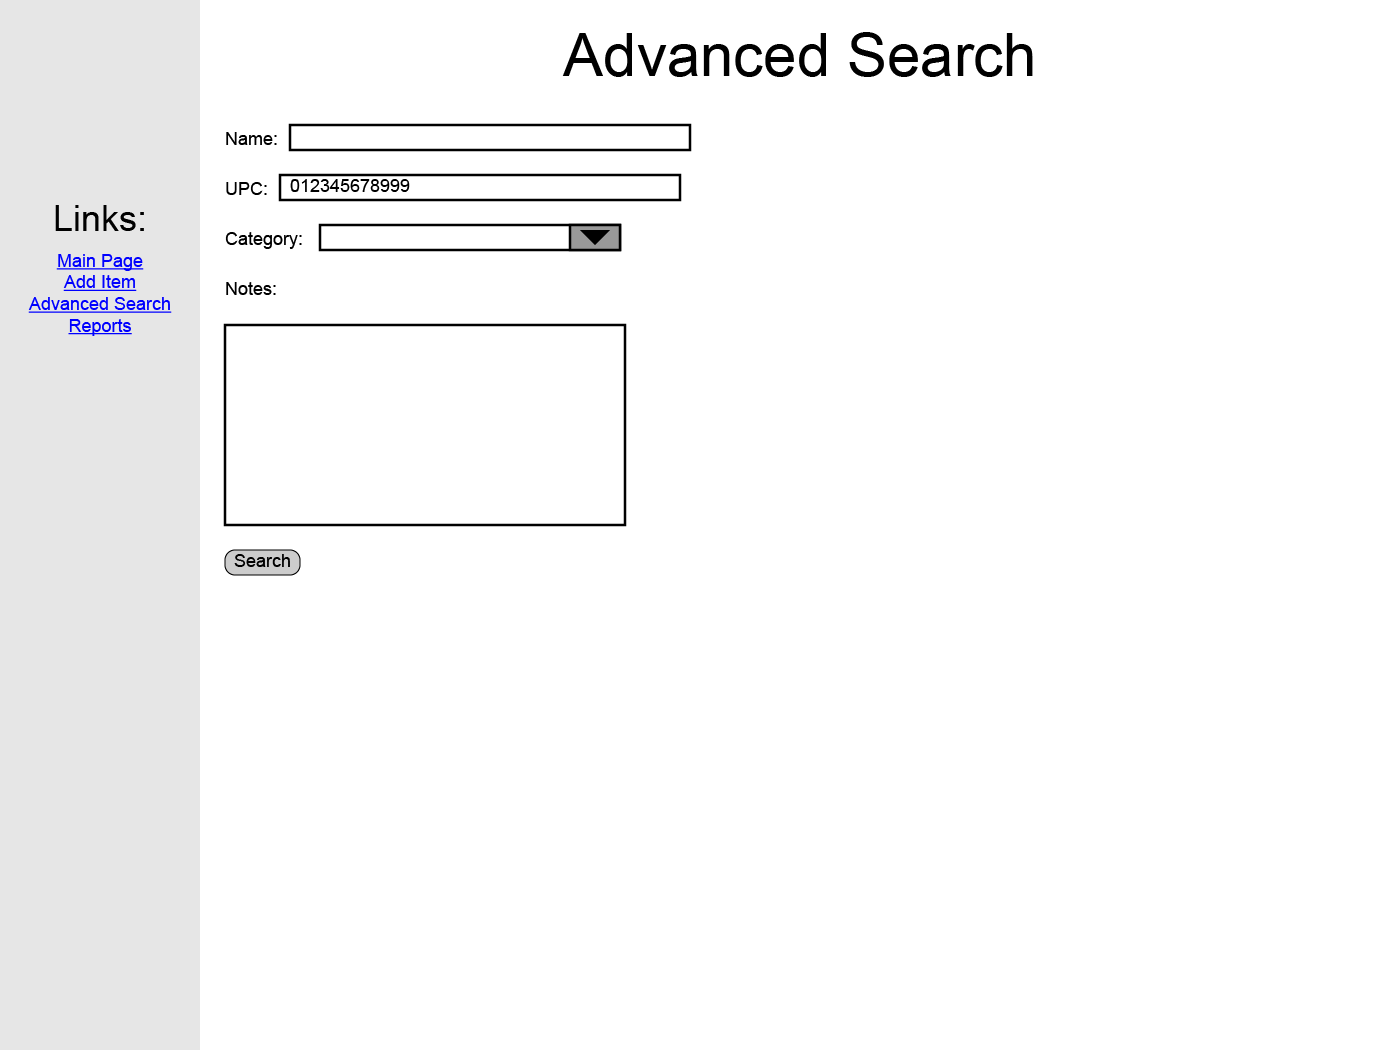 Advanced Search
Name:
UPC: 012345678999
Category:
Notes:
Search
Links:
Main Page
Add Item
Advanced Search
Reports